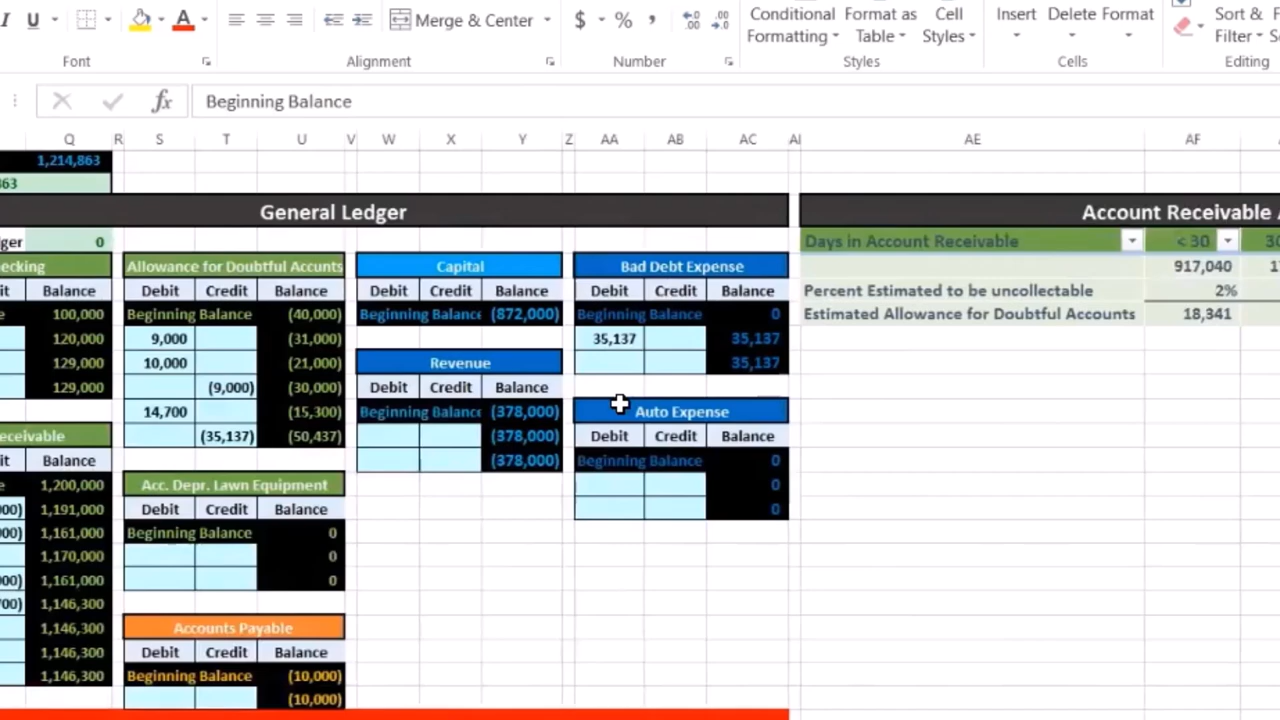 U A Merge & Center $ % , Conditional Formatting Format as Table Cell Styles Insert Delete Format Sort & Filter
Font Alignment Number Styles Cells Editing
fx Beginning Balance
Q R S T U V W X Y Z AA AB AC AE AF
1,214,863
General Ledger Account Receivable
0 Days in Account Receivable < 30
Allowance for Doubtful Accunts Capital Bad Debt Expense 917,040
Balance Debit Credit Balance Debit Credit Balance Debit Credit Balance Percent Estimated to be uncollectable 2%
100,000 Beginning Balance (40,000) Beginning Balance (872,000) Beginning Balance 0 Estimated Allowance for Doubtful Accounts 18,341
120,000 9,000 (31,000) 35,137 35,137
129,000 10,000 (21,000) Revenue 35,137
129,000 (9,000) (30,000) Debit Credit Balance
14,700 (15,300) Beginning Balance (378,000) Auto Expense
(35,137) (50,437) (378,000) Debit Credit Balance
Balance (378,000) Beginning Balance 0
1,200,000 Acc. Depr. Lawn Equipment 0
1,191,000 Debit Credit Balance 0
1,161,000 Beginning Balance 0
1,170,000 0
1,161,000 0
1,146,300
1,146,300 Accounts Payable
1,146,300 Debit Credit Balance
1,146,300 Beginning Balance (10,000)
(10,000)